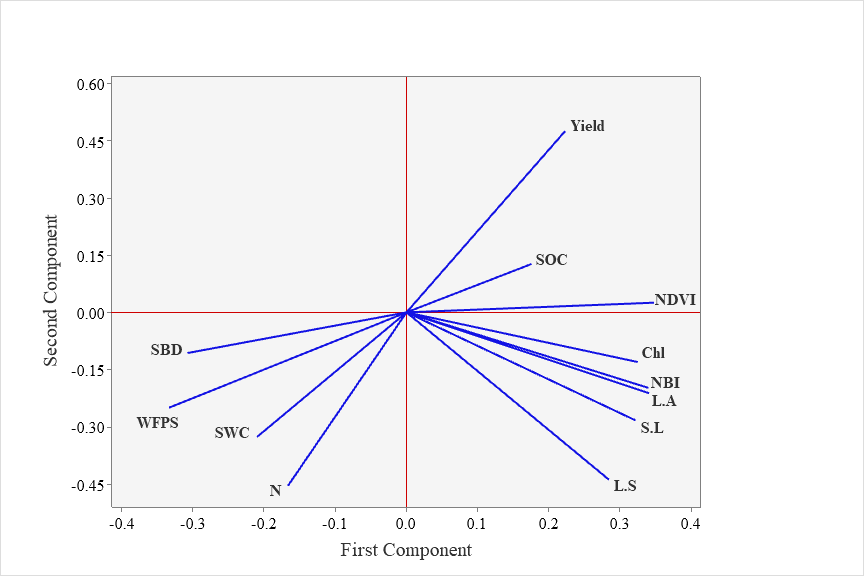 0.60
0.45
0.30
0.15
0.00
-0.15
-0.30
-0.45
Second Component
Yield
SOC
NDVI
Chl
NBI
L.A
S.L
L.S
SBD
WFPS
SWC
N
-0.4 -0.3 -0.2 -0.1 0.0 0.1 0.2 0.3 0.4
First Component